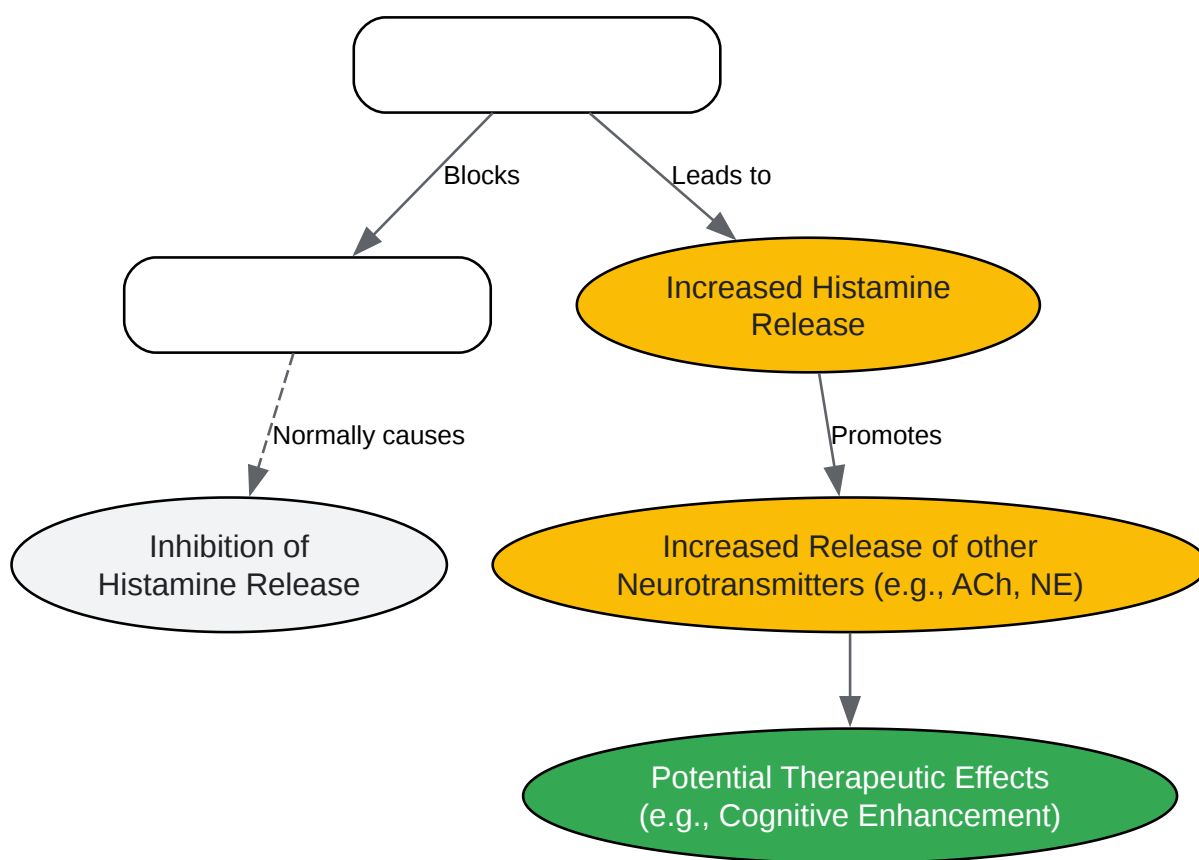 Blocks
Leads to
Increased Histamine
Release
Normally causes
Promotes
Inhibition of
Histamine Release
Increased Release of other
Neurotransmitters (e.g., ACh, NE)
Potential Therapeutic Effects
(e.g., Cognitive Enhancement)